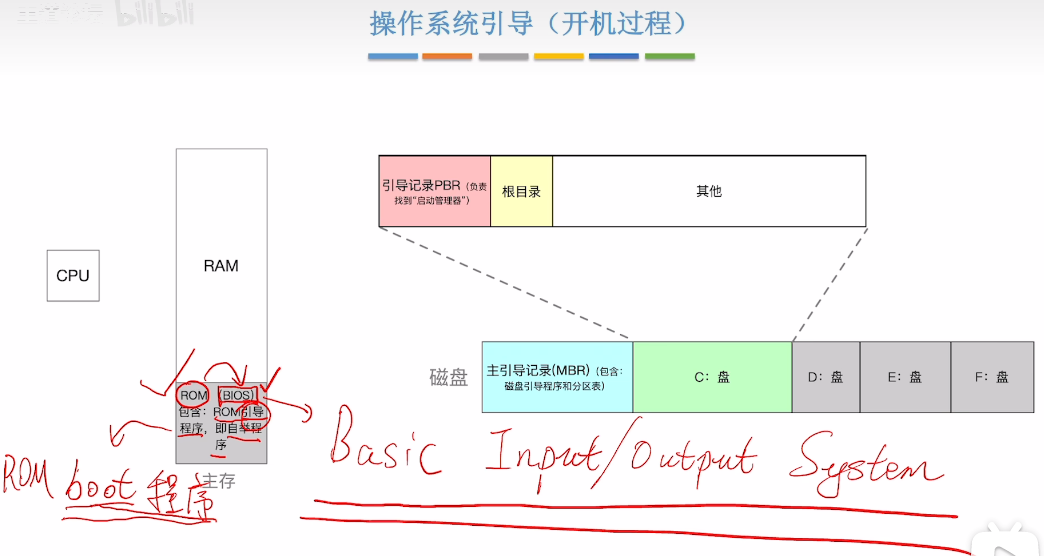 bilibili
操作系统引导（开机过程）
引导记录PBR（负责
找到“启动管理器”）
根目录
其他
CPU
RAM
磁盘
主引导记录(MBR)（包含：
磁盘引导程序和分区表）
C：盘
D：盘
E：盘
F：盘
ROM (BIOS)
包含：ROM引导
程序，即自举程
序
主存
Basic Input/Output System
ROM boot 程序